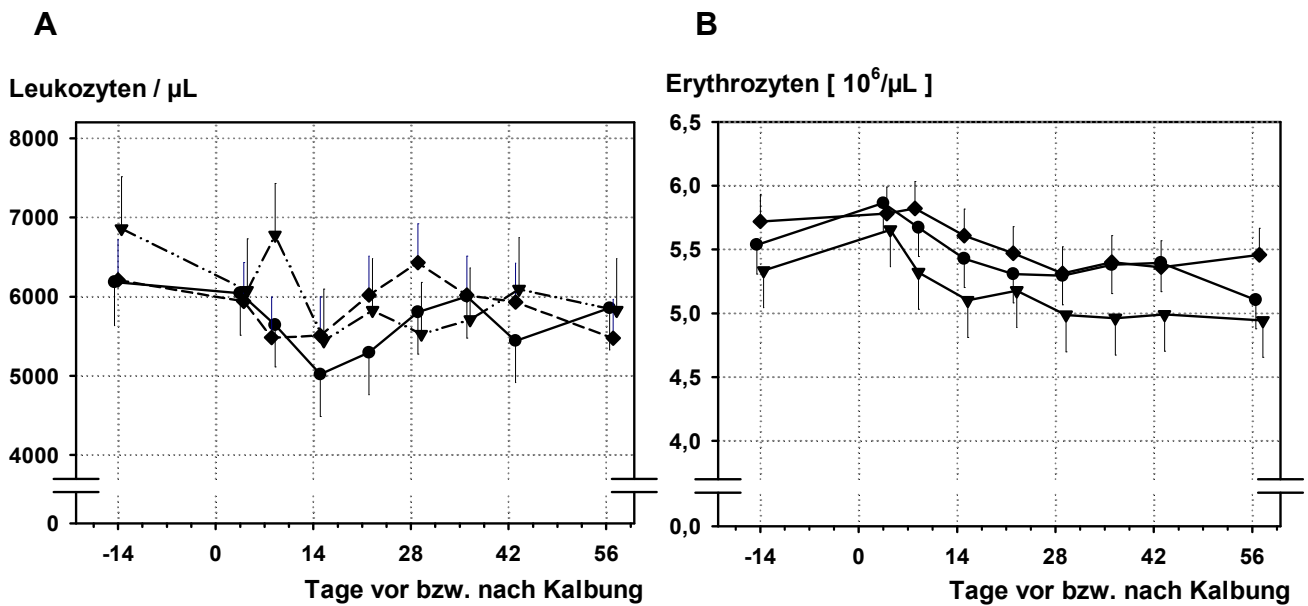 A
Leukozyten / µL
8000
7000
6000
5000
4000
0
-14 0 14 28 42 56
Tage vor bzw. nach Kalbung
B
Erythrozyten [ 10⁶/µL ]
6,5
6,0
5,5
5,0
4,5
4,0
0,0
-14 0 14 28 42 56
Tage vor bzw. nach Kalbung